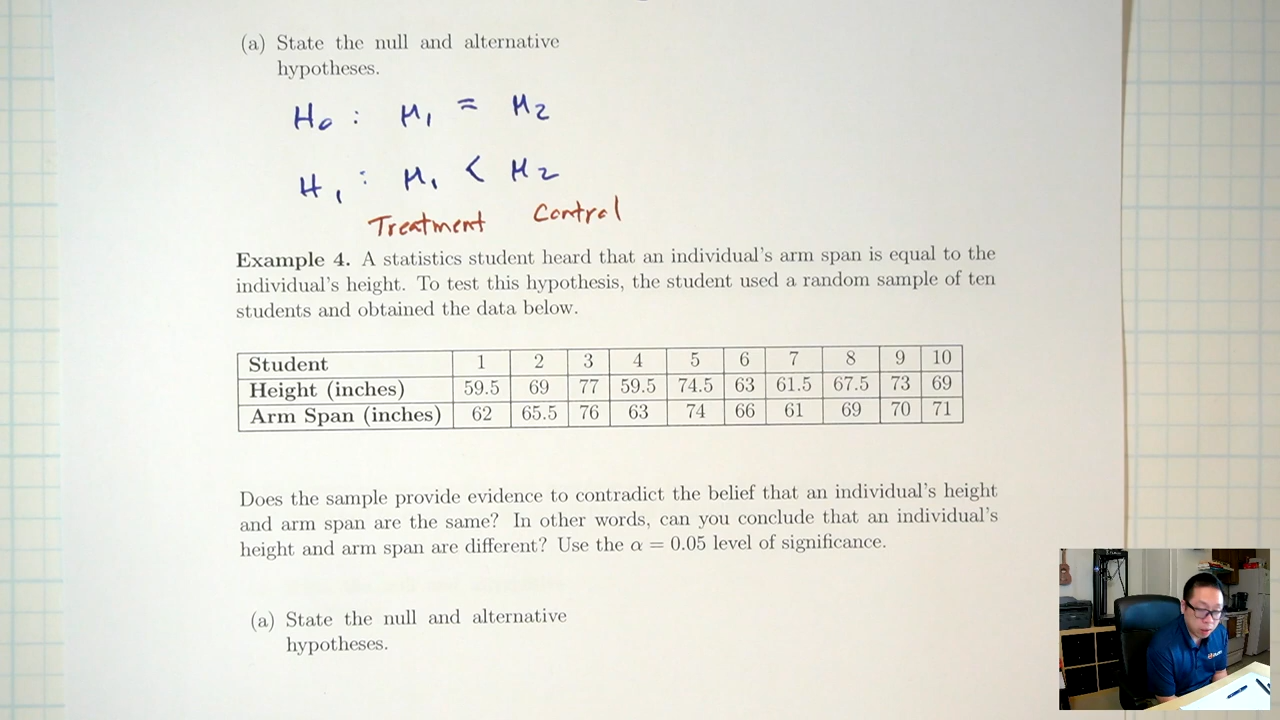 (a) State the null and alternative
hypotheses.
H₀ : μ₁ = μ₂
H₁ : μ₁ < μ₂
Treatment Control
Example 4. A statistics student heard that an individual's arm span is equal to the
individual's height. To test this hypothesis, the student used a random sample of ten
students and obtained the data below.
Student 1 2 3 4 5 6 7 8 9 10
Height (inches) 59.5 69 77 59.5 74.5 63 61.5 67.5 73 69
Arm Span (inches) 62 65.5 76 63 74 66 61 69 70 71
Does the sample provide evidence to contradict the belief that an individual's height
and arm span are the same? In other words, can you conclude that an individual's
height and arm span are different? Use the α = 0.05 level of significance.
(a) State the null and alternative
hypotheses.